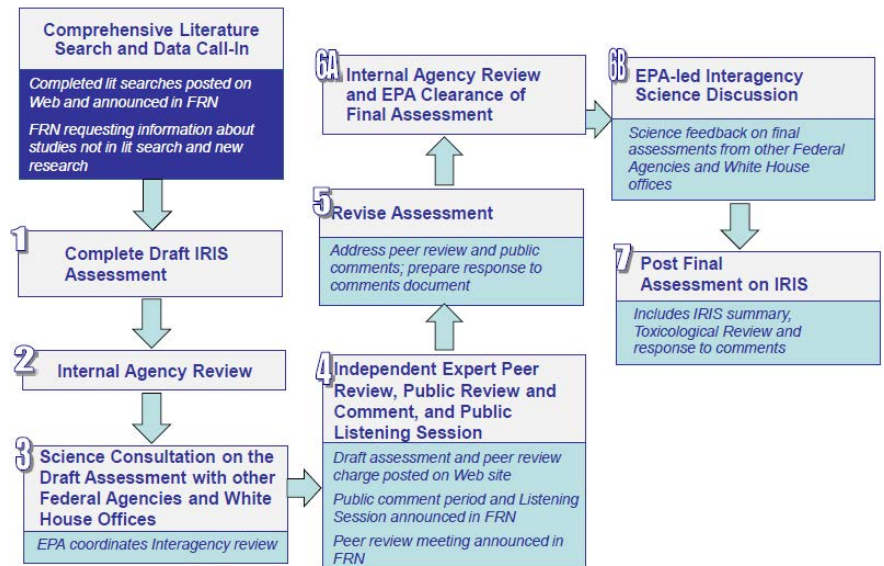 Comprehensive Literature
Search and Data Call-In
Completed lit searches posted
on Web and announced in FRN
FRN requesting information about
studies not in lit search and new
research
1
Complete Draft IRIS
Assessment
2
Internal Agency Review
3
Science Consultation on the
Draft Assessment with other
Federal Agencies and White
House Offices
EPA coordinates Interagency review
4
Independent Expert Peer
Review, Public Review and
Comment, and Public
Listening Session
Draft assessment and peer review
charge posted on Web site
Public comment period and Listening
Session announced in FRN
Peer review meeting announced in
FRN
5
Revise Assessment
Address peer review and public
comments; prepare response to
comments document
6A
Internal Agency Review
and EPA Clearance of
Final Assessment
6B
EPA-led Interagency
Science Discussion
Science feedback on final
assessments from other Federal
Agencies and White House
offices
7
Post Final
Assessment on IRIS
Includes IRIS summary,
Toxicological Review and
response to comments